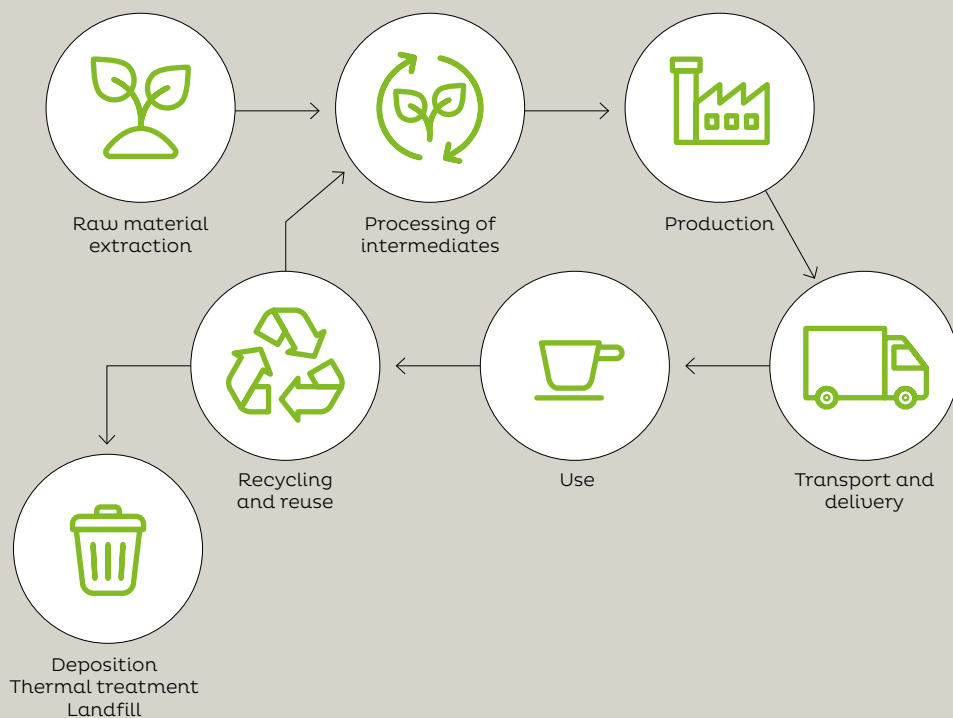 Raw material
extraction
Processing of
intermediates
Production
Recycling
and reuse
Use
Transport and
delivery
Deposition
Thermal treatment
Landfill